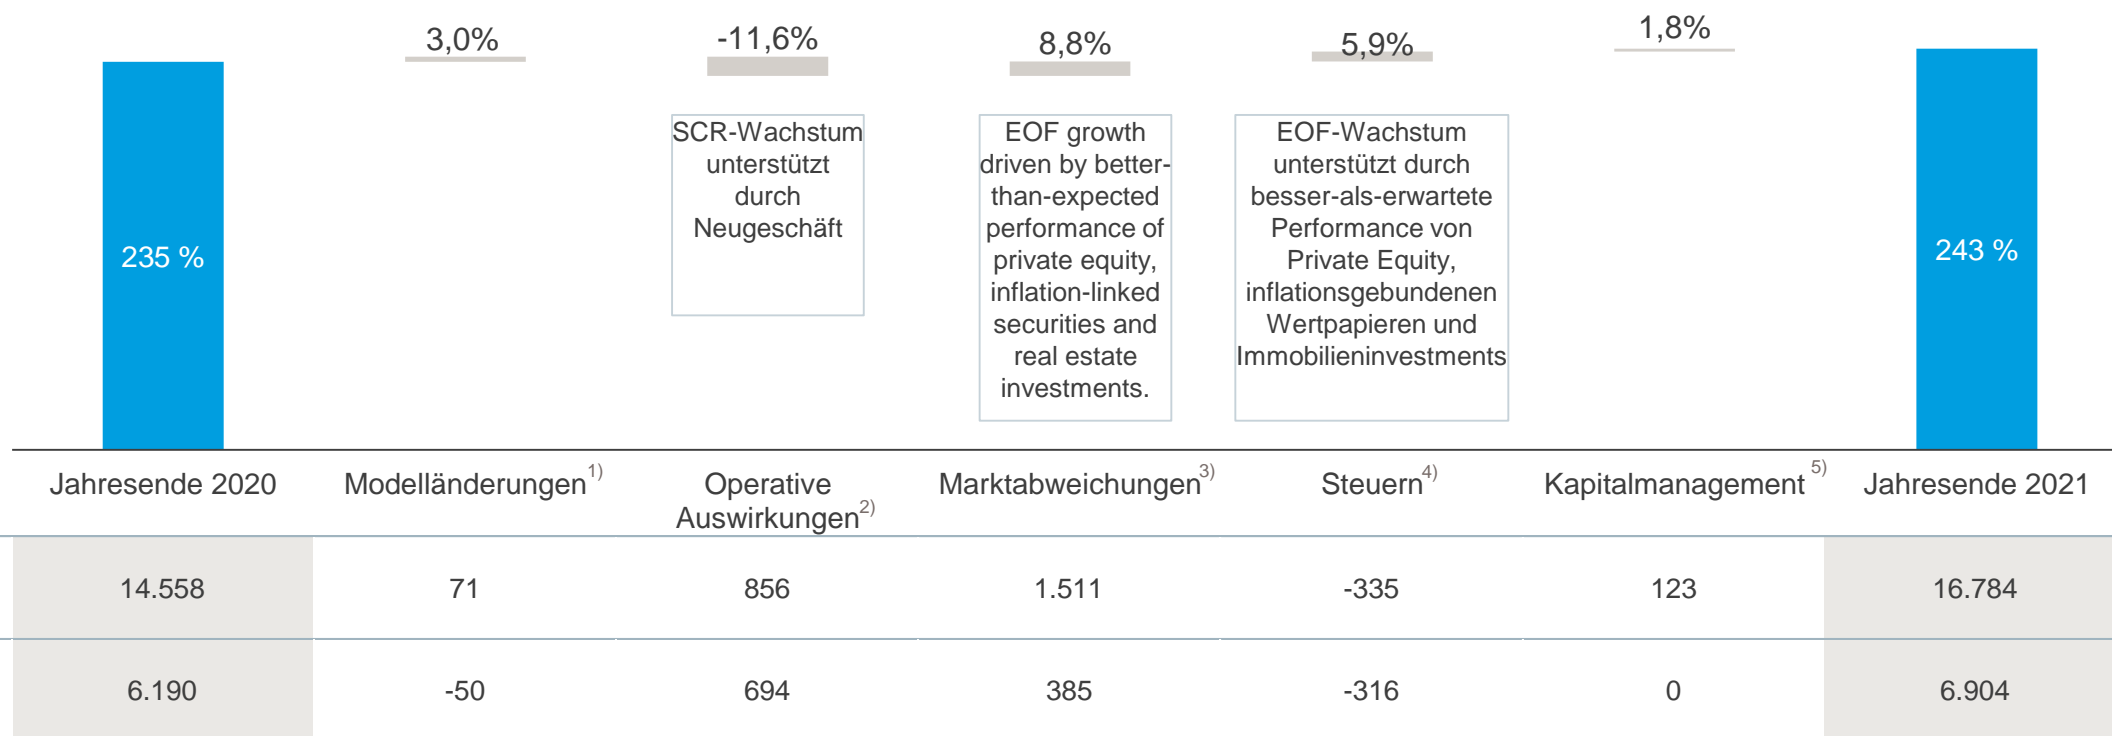 3,0%
-11,6%
8,8%
5,9%
1,8%
235 %
SCR-Wachstum
unterstützt
durch
Neugeschäft
EOF growth
driven by better-
than-expected
performance of
private equity,
inflation-linked
securities and
real estate
investments.
EOF-Wachstum
unterstützt durch
besser-als-erwartete
Performance von
Private Equity,
inflationsgebundenen
Wertpapieren und
Immobilieninvestments
243 %
Jahresende 2020
Modelländerungen1)
Operative
Auswirkungen2)
Marktabweichungen3)
Steuern4)
Kapitalmanagement 5)
Jahresende 2021
14.558 71 856 1.511 -335 123 16.784
6.190 -50 694 385 -316 0 6.904